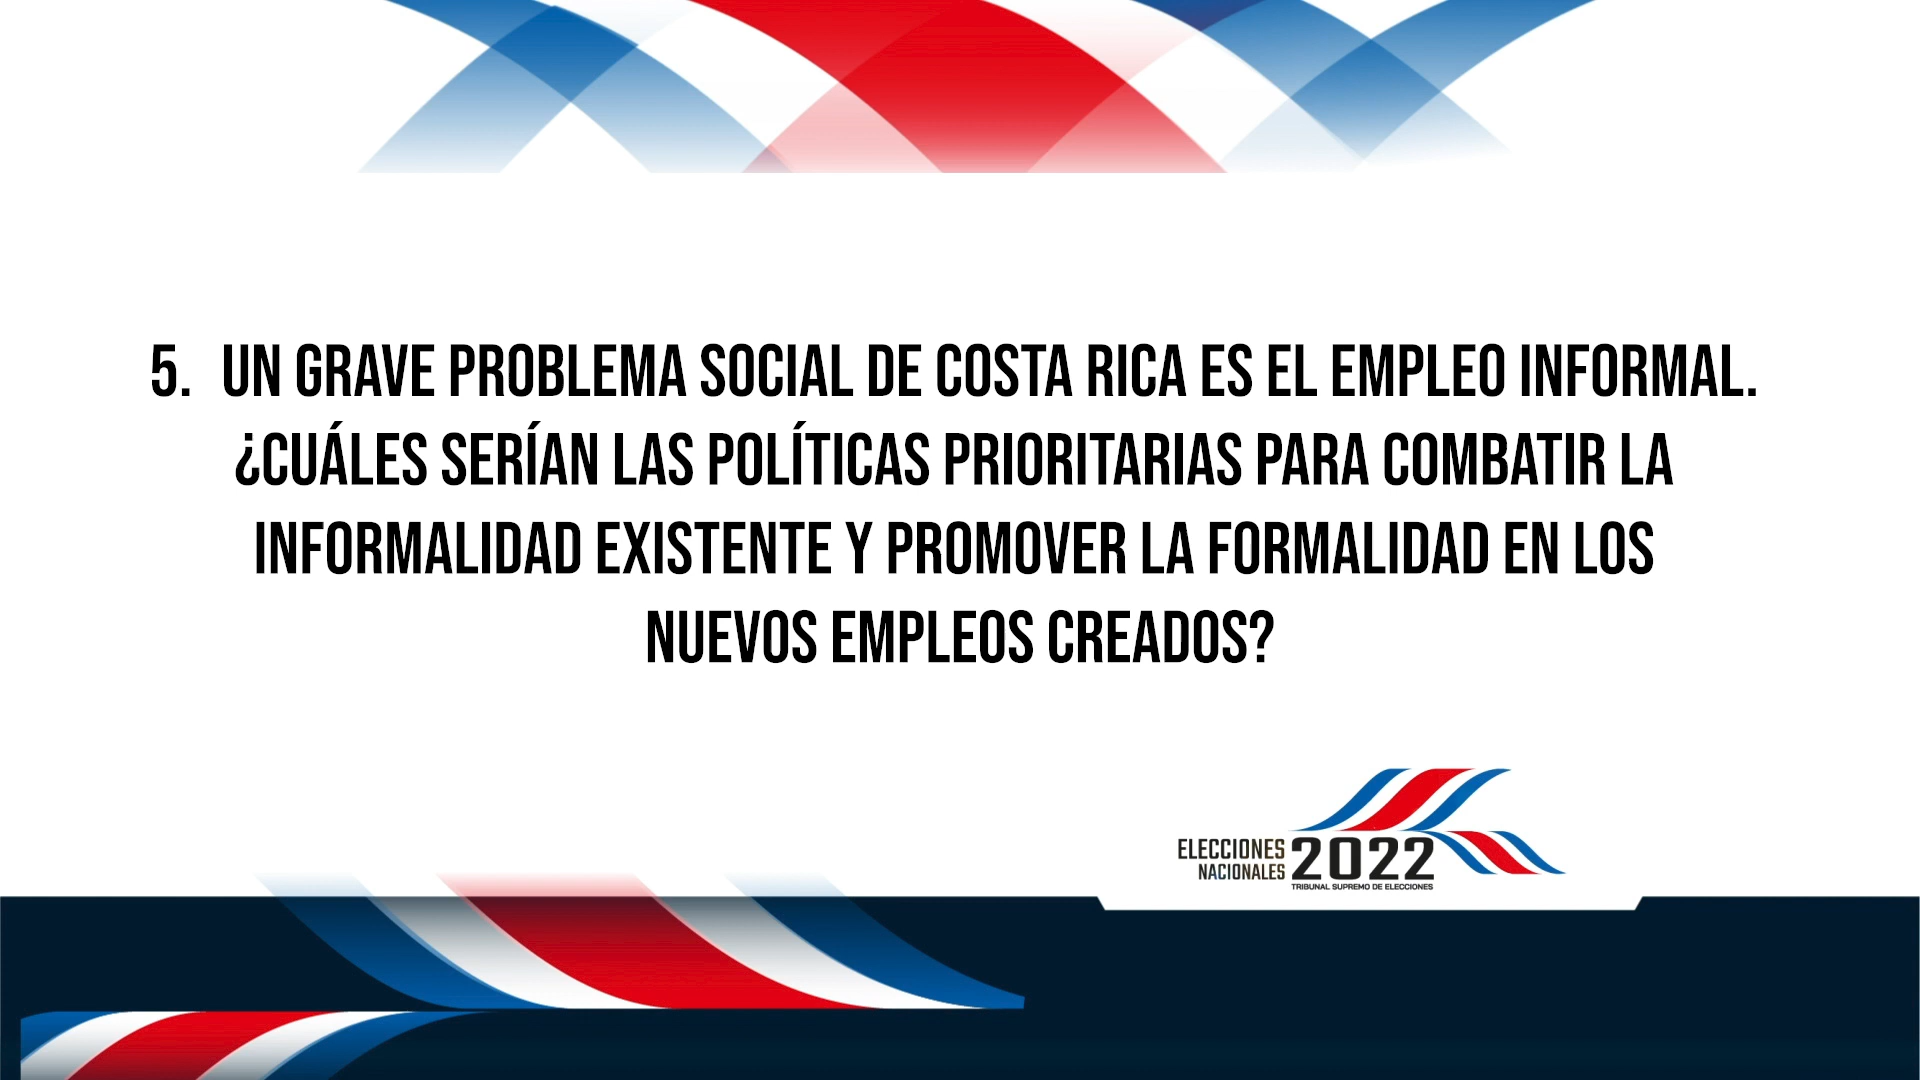 5. UN GRAVE PROBLEMA SOCIAL DE COSTA RICA ES EL EMPLEO INFORMAL.
¿CUÁLES SERÍAN LAS POLÍTICAS PRIORITARIAS PARA COMBATIR LA
INFORMALIDAD EXISTENTE Y PROMOVER LA FORMALIDAD EN LOS
NUEVOS EMPLEOS CREADOS?
ELECCIONES
NACIONALES
2022
TRIBUNAL SUPREMO DE ELECCIONES